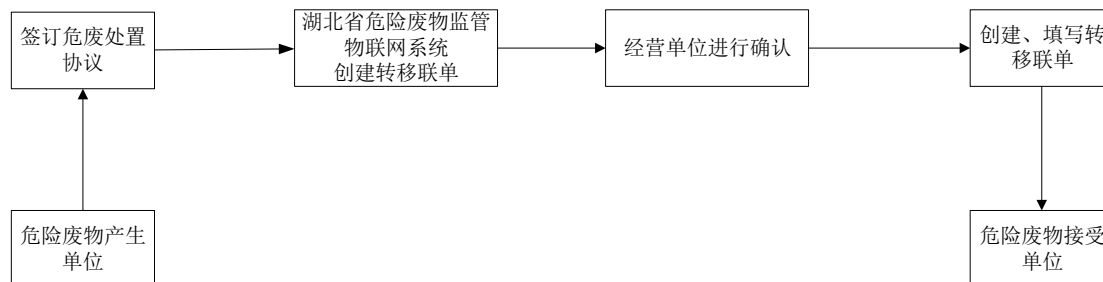 签订危废处置
协议
湖北省危险废物监管
物联网系统
创建转移联单
经营单位进行确认
创建、填写转
移联单
危险废物产生
单位
危险废物接受
单位